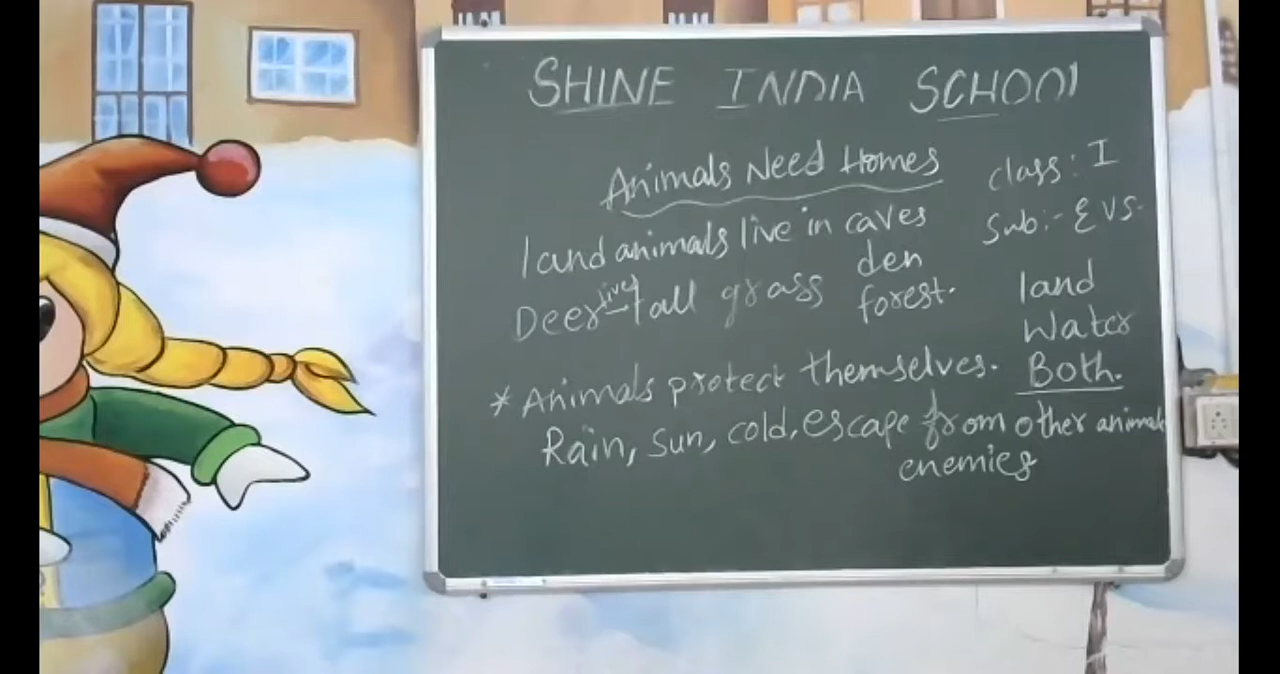 SHINE INDIA SCHOOl
Animals Need Homes
class: I
Sub:- EVS.
land animals live in caves
den
forest.
Deer live tall grass
land
Water
Both.
* Animals protect themselves.
Rain, sun, cold, escape from other animals
enemies